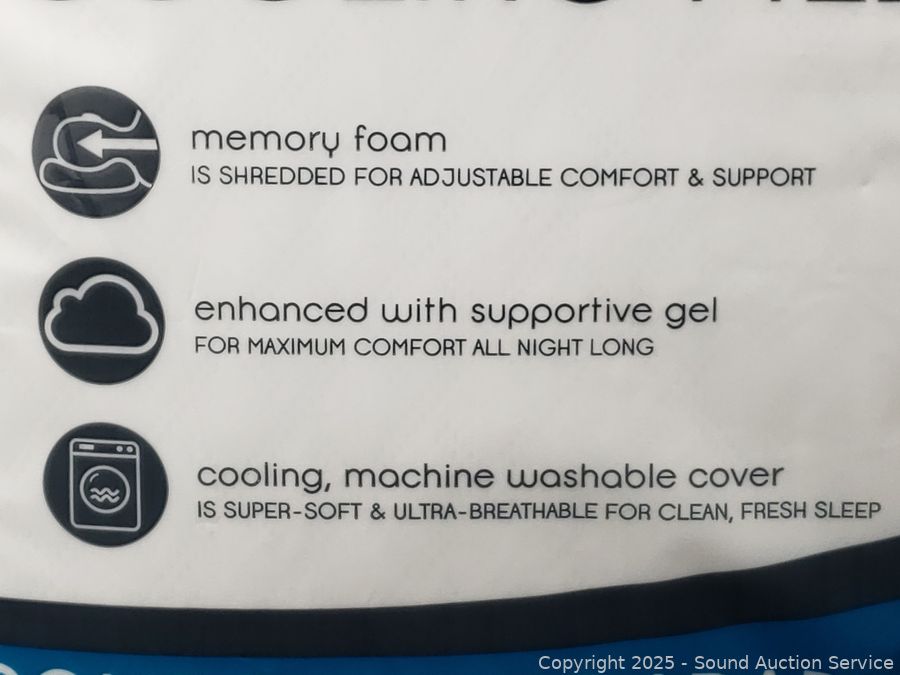 memory foam
IS SHREDDED FOR ADJUSTABLE COMFORT & SUPPORT
enhanced with supportive gel
FOR MAXIMUM COMFORT ALL NIGHT LONG
cooling, machine washable cover
IS SUPER-SOFT & ULTRA-BREATHABLE FOR CLEAN, FRESH SLEEP
Copyright 2025 - Sound Auction Service